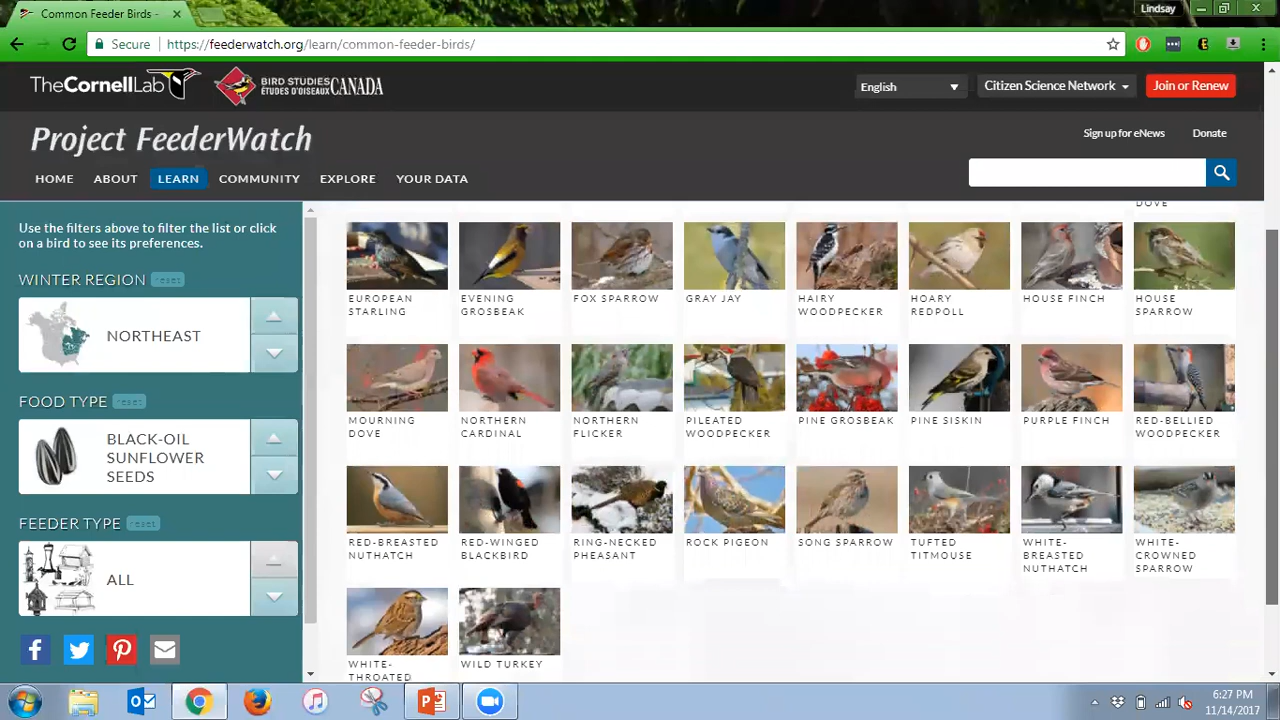 Lindsay
Common Feeder Birds -
Secure
https://feederwatch.org/learn/common-feeder-birds/
TheCornellLab
BIRD STUDIES
ÉTUDES D'OISEAUX CANADA
English
Citizen Science Network
Join or Renew
Project FeederWatch
Sign up for eNews
Donate
HOME
ABOUT
LEARN
COMMUNITY
EXPLORE
YOUR DATA
Use the filters above to filter the list or click
on a bird to see its preferences.
WINTER REGION reset
NORTHEAST
FOOD TYPE reset
BLACK-OIL
SUNFLOWER
SEEDS
FEEDER TYPE reset
ALL
DOVE
EUROPEAN
STARLING
EVENING
GROSBEAK
FOX SPARROW
GRAY JAY
HAIRY
WOODPECKER
HOARY
REDPOLL
HOUSE FINCH
HOUSE
SPARROW
MOURNING
DOVE
NORTHERN
CARDINAL
NORTHERN
FLICKER
PILEATED
WOODPECKER
PINE GROSBEAK
PINE SISKIN
PURPLE FINCH
RED-BELLIED
WOODPECKER
RED-BREASTED
NUTHATCH
RED-WINGED
BLACKBIRD
RING-NECKED
PHEASANT
ROCK PIGEON
SONG SPARROW
TUFTED
TITMOUSE
WHITE-
BREASTED
NUTHATCH
WHITE-
CROWNED
SPARROW
WHITE-
THROATED
WILD TURKEY
6:27 PM
11/14/2017